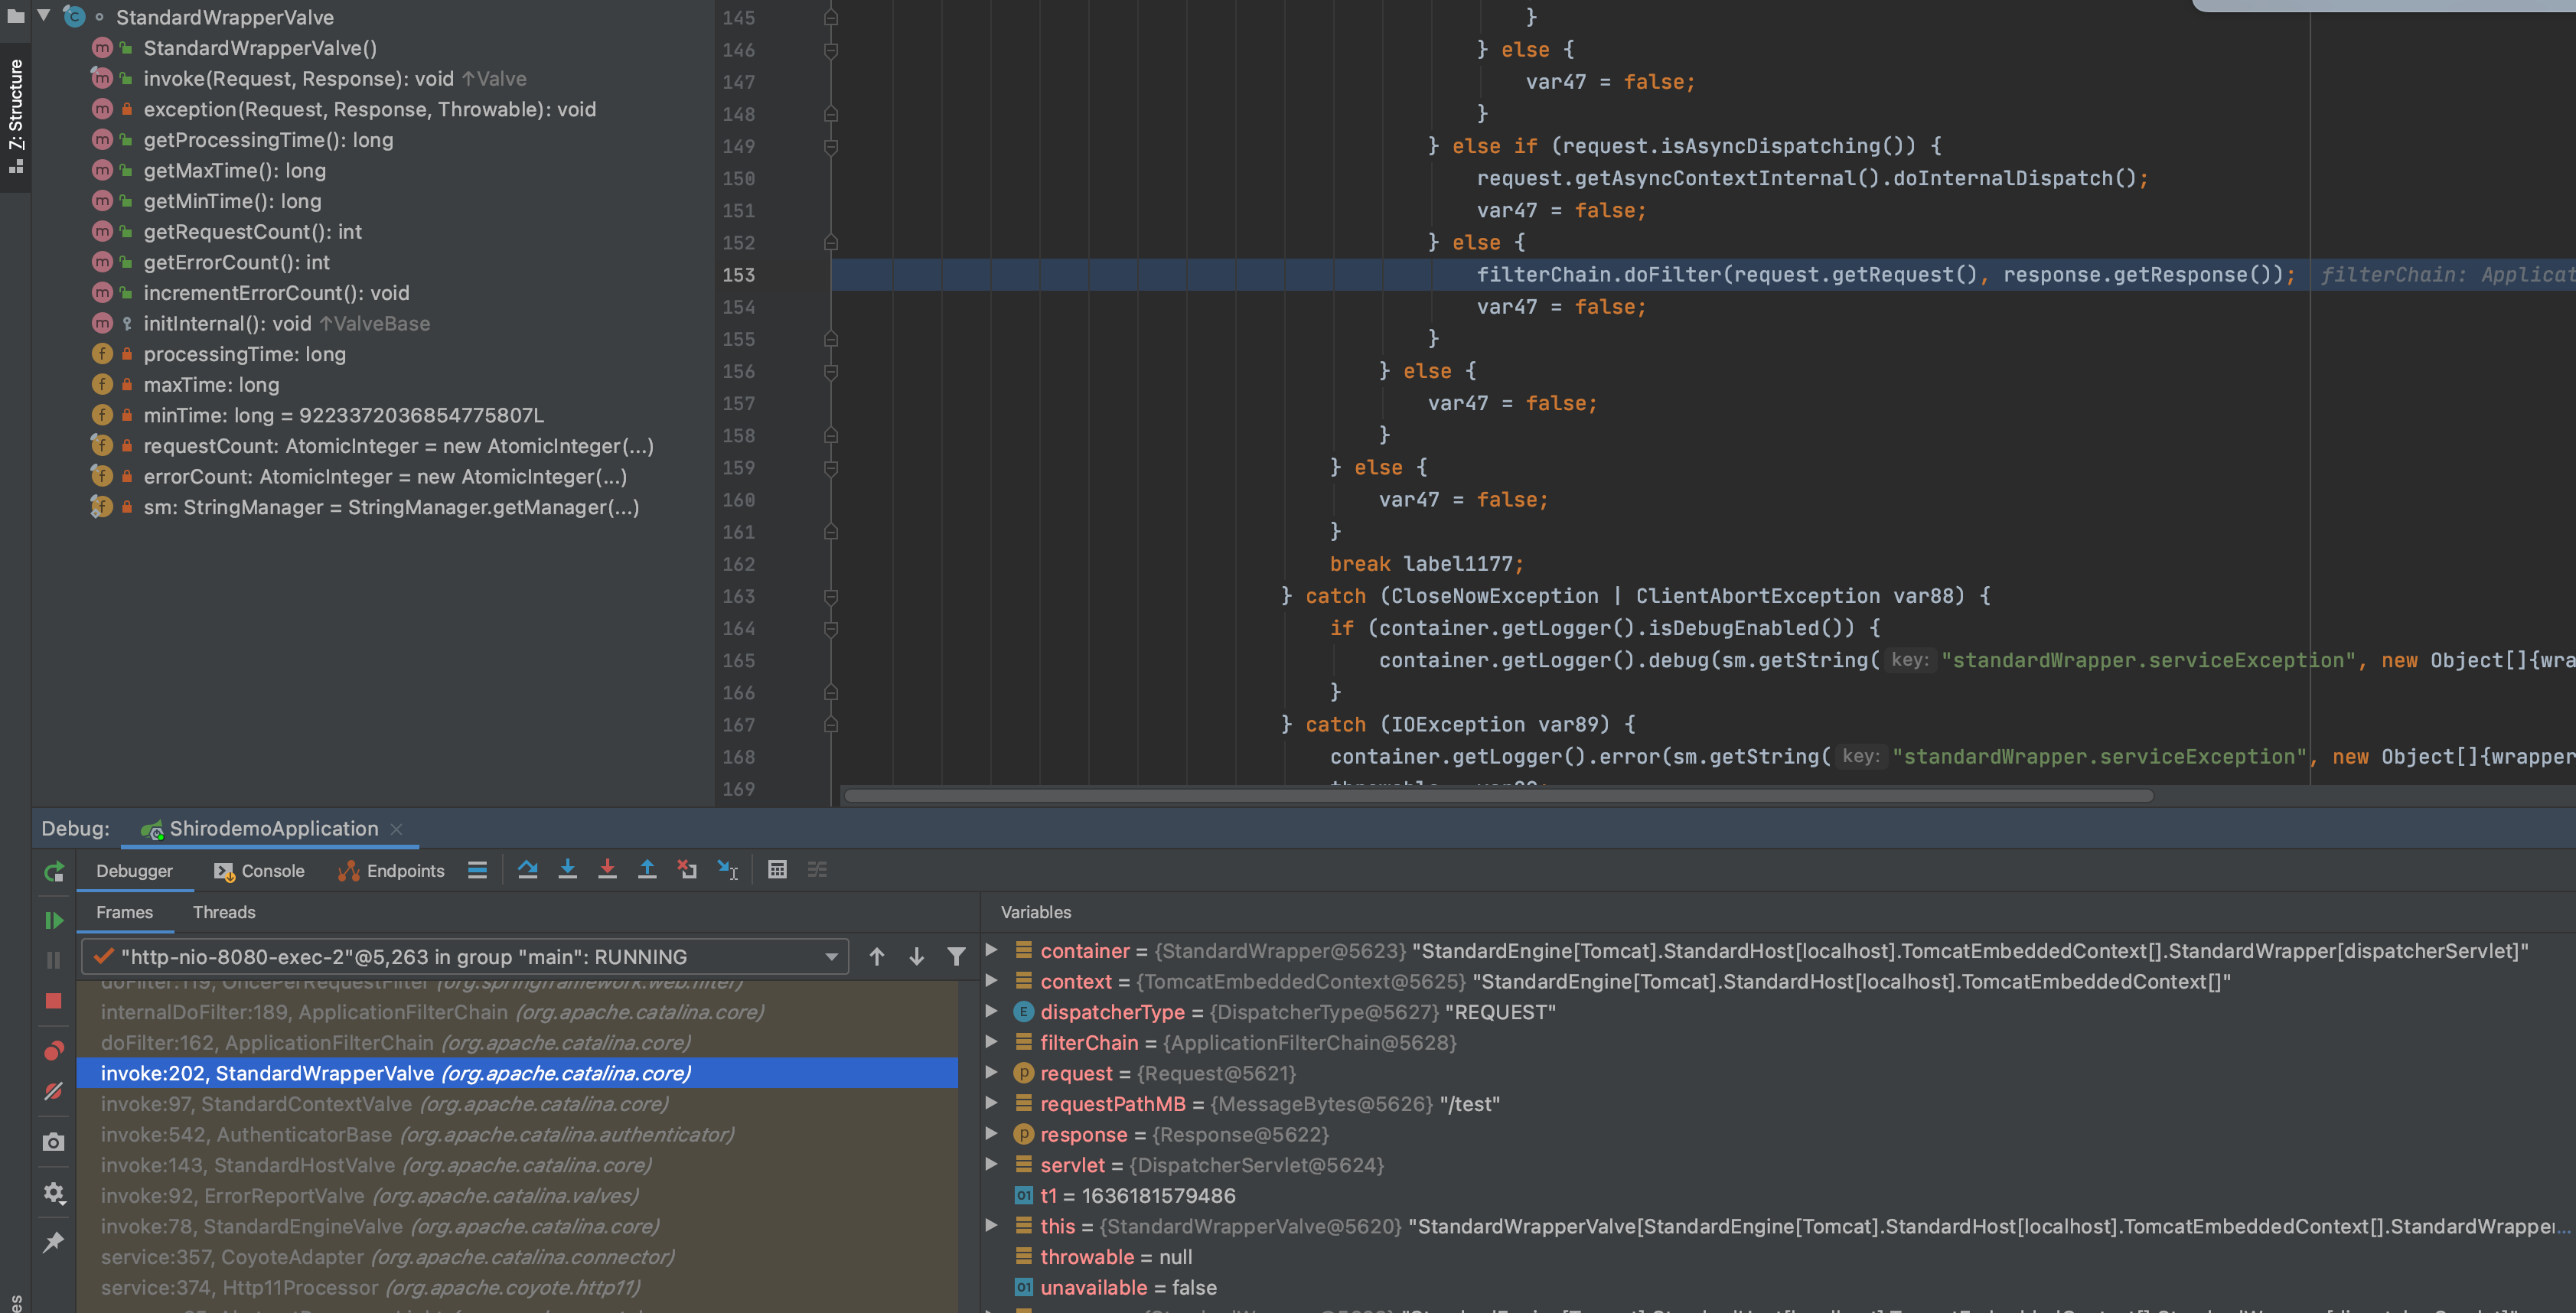 StandardWrapperValve
StandardWrapperValve()
invoke(Request, Response): void ↑Valve
exception(Request, Response, Throwable): void
getProcessingTime(): long
getMaxTime(): long
getMinTime(): long
getRequestCount(): int
getErrorCount(): int
incrementErrorCount(): void
initInternal(): void ↑ValveBase
processingTime: long
maxTime: long
minTime: long = 9223372036854775807L
requestCount: AtomicInteger = new AtomicInteger(...)
errorCount: AtomicInteger = new AtomicInteger(...)
sm: StringManager = StringManager.getManager(...)
7: Structure
145 }
146 } else {
147 var47 = false;
148 }
149 } else if (request.isAsyncDispatching()) {
150 request.getAsyncContextInternal().doInternalDispatch();
151 var47 = false;
152 } else {
153 filterChain.doFilter(request.getRequest(), response.getResponse()); filterChain: Applicat
154 var47 = false;
155 }
156 } else {
157 var47 = false;
158 }
159 } else {
160 var47 = false;
161 }
162 break label1177;
163 } catch (CloseNowException | ClientAbortException var88) {
164 if (container.getLogger().isDebugEnabled()) {
165 container.getLogger().debug(sm.getString( key: "standardWrapper.serviceException", new Object[]{wra
166 }
167 } catch (IOException var89) {
168 container.getLogger().error(sm.getString( key: "standardWrapper.serviceException", new Object[]{wrapper
169
Debug: ShirodemoApplication
Debugger Console Endpoints
Frames Threads
"http-nio-8080-exec-2"@5,263 in group "main": RUNNING
doFilter:119, OncePerRequestFilter (org.springframework.web.filter)
internalDoFilter:189, ApplicationFilterChain (org.apache.catalina.core)
doFilter:162, ApplicationFilterChain (org.apache.catalina.core)
invoke:202, StandardWrapperValve (org.apache.catalina.core)
invoke:97, StandardContextValve (org.apache.catalina.core)
invoke:542, AuthenticatorBase (org.apache.catalina.authenticator)
invoke:143, StandardHostValve (org.apache.catalina.core)
invoke:92, ErrorReportValve (org.apache.catalina.valves)
invoke:78, StandardEngineValve (org.apache.catalina.core)
service:357, CoyoteAdapter (org.apache.catalina.connector)
service:374, Http11Processor (org.apache.coyote.http11)
Variables
container = {StandardWrapper@5623} "StandardEngine[Tomcat].StandardHost[localhost].TomcatEmbeddedContext[].StandardWrapper[dispatcherServlet]"
context = {TomcatEmbeddedContext@5625} "StandardEngine[Tomcat].StandardHost[localhost].TomcatEmbeddedContext[]"
dispatcherType = {DispatcherType@5627} "REQUEST"
filterChain = {ApplicationFilterChain@5628}
request = {Request@5621}
requestPathMB = {MessageBytes@5626} "/test"
response = {Response@5622}
servlet = {DispatcherServlet@5624}
t1 = 1636181579486
this = {StandardWrapperValve@5620} "StandardWrapperValve[StandardEngine[Tomcat].StandardHost[localhost].TomcatEmbeddedContext[].StandardWrapper...
throwable = null
unavailable = false